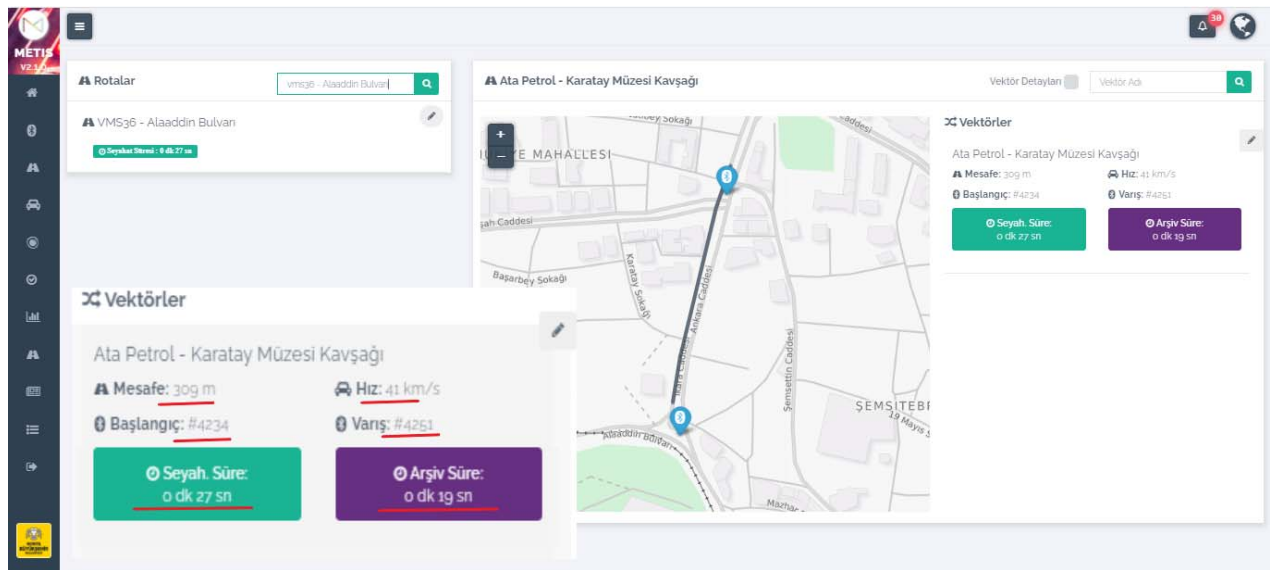 METIS
V2.1.0
30
Rotalar
vms36 - Alaaddin Bulvarı
VMS36 - Alaaddin Bulvarı
Seyahat Süresi : 0 dk 27 sn
Ata Petrol - Karatay Müzesi Kavşağı
Vektör Detayları
Vektör Adı
+
−
E MAHALLESİ
şah Caddesi
Başarbey Sokağı
Karatay Sokağı
Ankara Caddesi
Şemsettin Caddesi
ŞEMSİTEBR
19 Mayıs S
Alaaddin Bulvarı
Mazhar
Vektörler
Ata Petrol - Karatay Müzesi Kavşağı
Mesafe: 309 m
Hız: 41 km/s
Başlangıç: #4234
Varış: #4251
Seyah. Süre:
0 dk 27 sn
Arşiv Süre:
0 dk 19 sn
Vektörler
Ata Petrol - Karatay Müzesi Kavşağı
Mesafe: 309 m
Hız: 41 km/s
Başlangıç: #4234
Varış: #4251
Seyah. Süre:
0 dk 27 sn
Arşiv Süre:
0 dk 19 sn